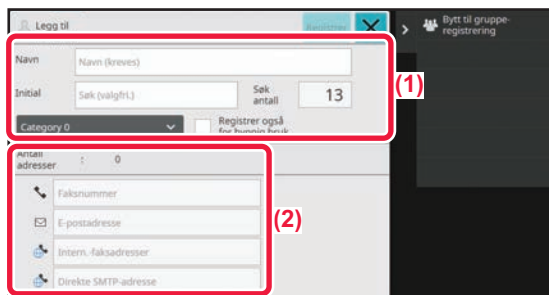 Legg til
Registrer
Bytt til gruppe-
registrering
Navn
Navn (kreves)
Initial
Søk (valgfri.)
Søk
antall
13
(1)
Category 0
Registrer også
for hyppig bruk
Antall
adresser
:
0
Faksnummer
E-postadresse
(2)
Intern.-faksadresser
Direkte SMTP-adresse